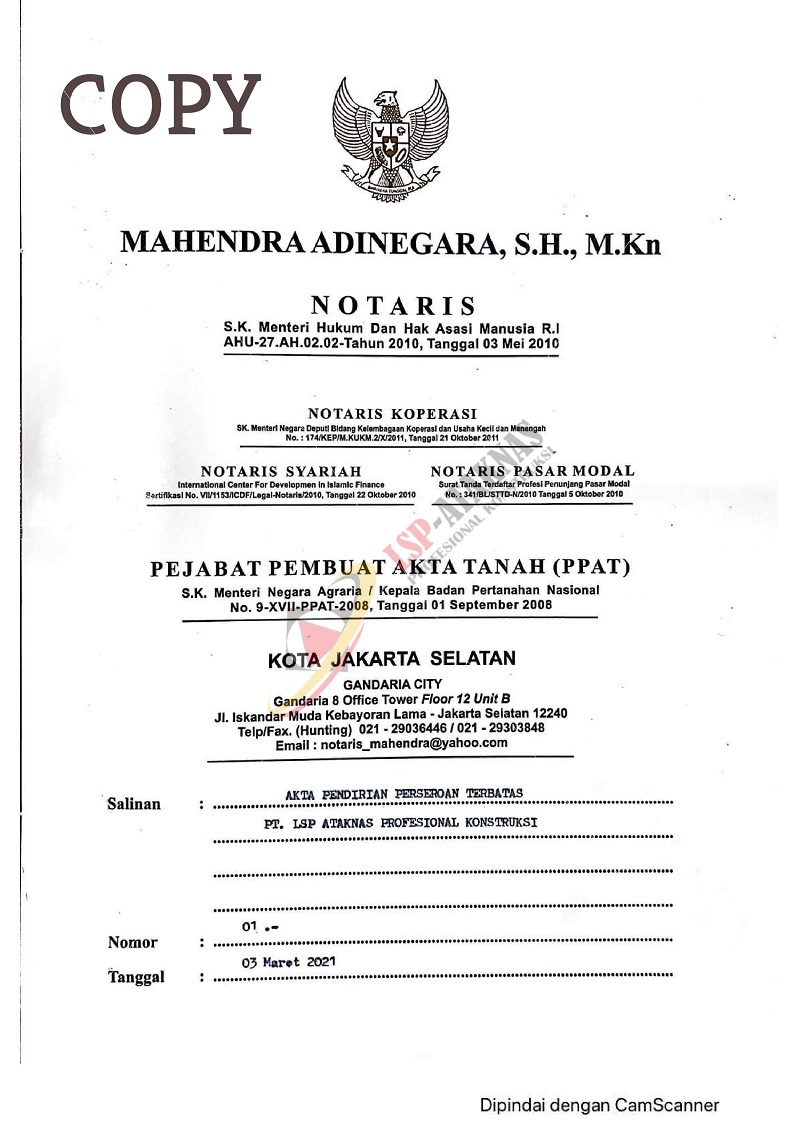 COPY
MAHENDRA ADINEGARA, S.H., M.Kn
NOTARIS
S.K. Menteri Hukum Dan Hak Asasi Manusia R.I
AHU-27.AH.02.02-Tahun 2010, Tanggal 03 Mei 2010
NOTARIS KOPERASI
SK. Menteri Negara Deputi Bidang Kelembagaan Koperasi dan Usaha Kecil dan Menengah
No. : 174/KEP/M.KUKM.2/X/2011, Tanggal 21 Oktober 2011
NOTARIS SYARIAH
International Center For Developmen in Islamic Finance
Sertifikasi No. VII/1153/ICDF/Legal-Notaris/2010, Tanggal 22 Oktober 2010
NOTARIS PASAR MODAL
Surat Tanda Terdaftar Profesi Penunjang Pasar Modal
No. : 341/BL/STTD-N/2010 Tanggal 5 Oktober 2010
LSP-ATAKNAS
PROFESIONAL KONSTRUKSI
PEJABAT PEMBUAT AKTA TANAH (PPAT)
S.K. Menteri Negara Agraria / Kepala Badan Pertanahan Nasional
No. 9-XVII-PPAT-2008, Tanggal 01 September 2008
KOTA JAKARTA SELATAN
GANDARIA CITY
Gandaria 8 Office Tower Floor 12 Unit B
Jl. Iskandar Muda Kebayoran Lama - Jakarta Selatan 12240
Telp/Fax. (Hunting) 021 - 29036446 / 021 - 29303848
Email : notaris_mahendra@yahoo.com
Salinan : AKTA PENDIRIAN PERSEROAN TERBATAS
PT. LSP ATAKNAS PROFESIONAL KONSTRUKSI
Nomor : 01 .-
Tanggal : 03 Maret 2021
Dipindai dengan CamScanner